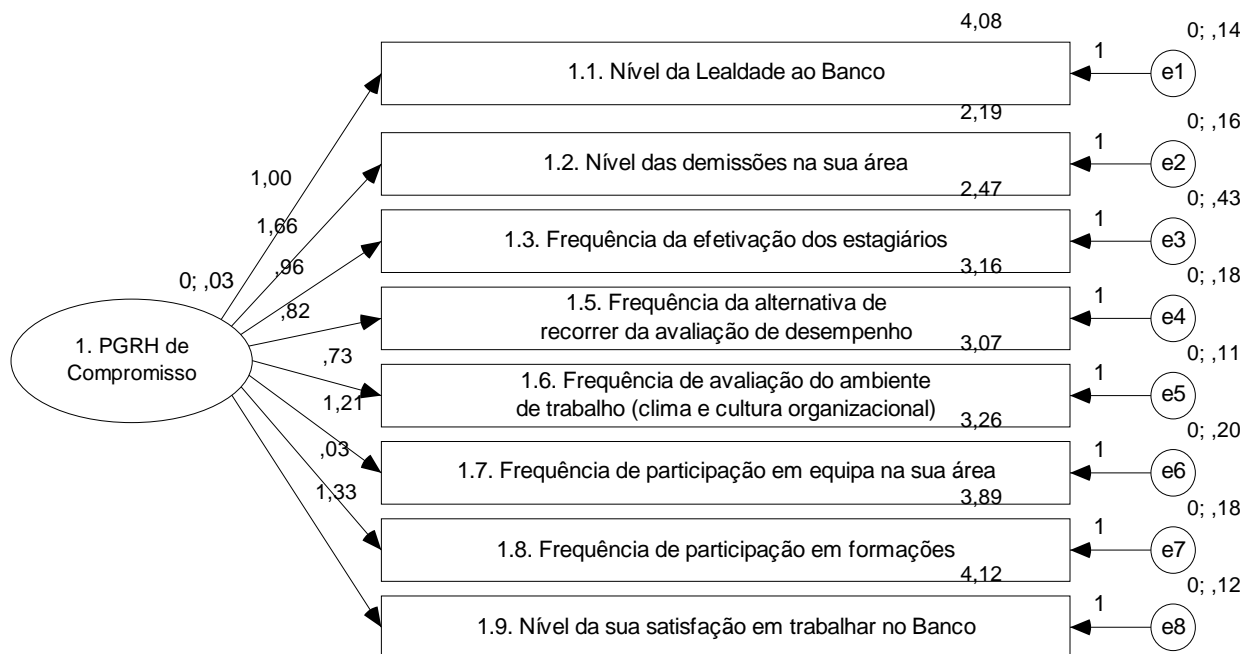 4,08
0; ,14
1.1. Nível da Lealdade ao Banco
1
e1
2,19
0; ,16
1.2. Nível das demissões na sua área
1
e2
2,47
0; ,43
1.3. Frequência da efetivação dos estagiários
1
e3
3,16
0; ,18
1.5. Frequência da alternativa de
recorrer da avaliação de desempenho
1
e4
3,07
0; ,11
1.6. Frequência de avaliação do ambiente
de trabalho (clima e cultura organizacional)
1
e5
3,26
0; ,20
1.7. Frequência de participação em equipa na sua área
1
e6
3,89
0; ,18
1.8. Frequência de participação em formações
1
e7
4,12
0; ,12
1.9. Nível da sua satisfação em trabalhar no Banco
1
e8
1,00
1,66
,96
,82
,73
1,21
,03
1,33
0; ,03
1. PGRH de
Compromisso